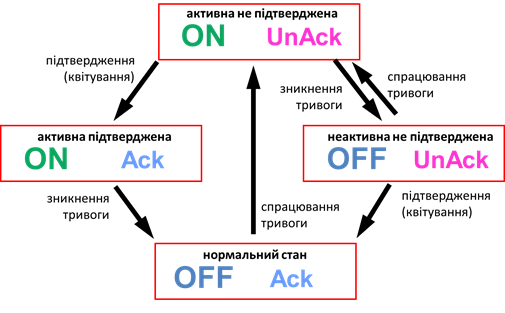 активна не підтверджена
ON UnAck
підтвердження
(квітування)
зникнення
тривоги
спрацювання
тривоги
активна підтверджена
ON Ack
неактивна не підтверджена
OFF UnAck
зникнення
тривоги
спрацювання
тривоги
підтвердження
(квітування)
нормальний стан
OFF Ack